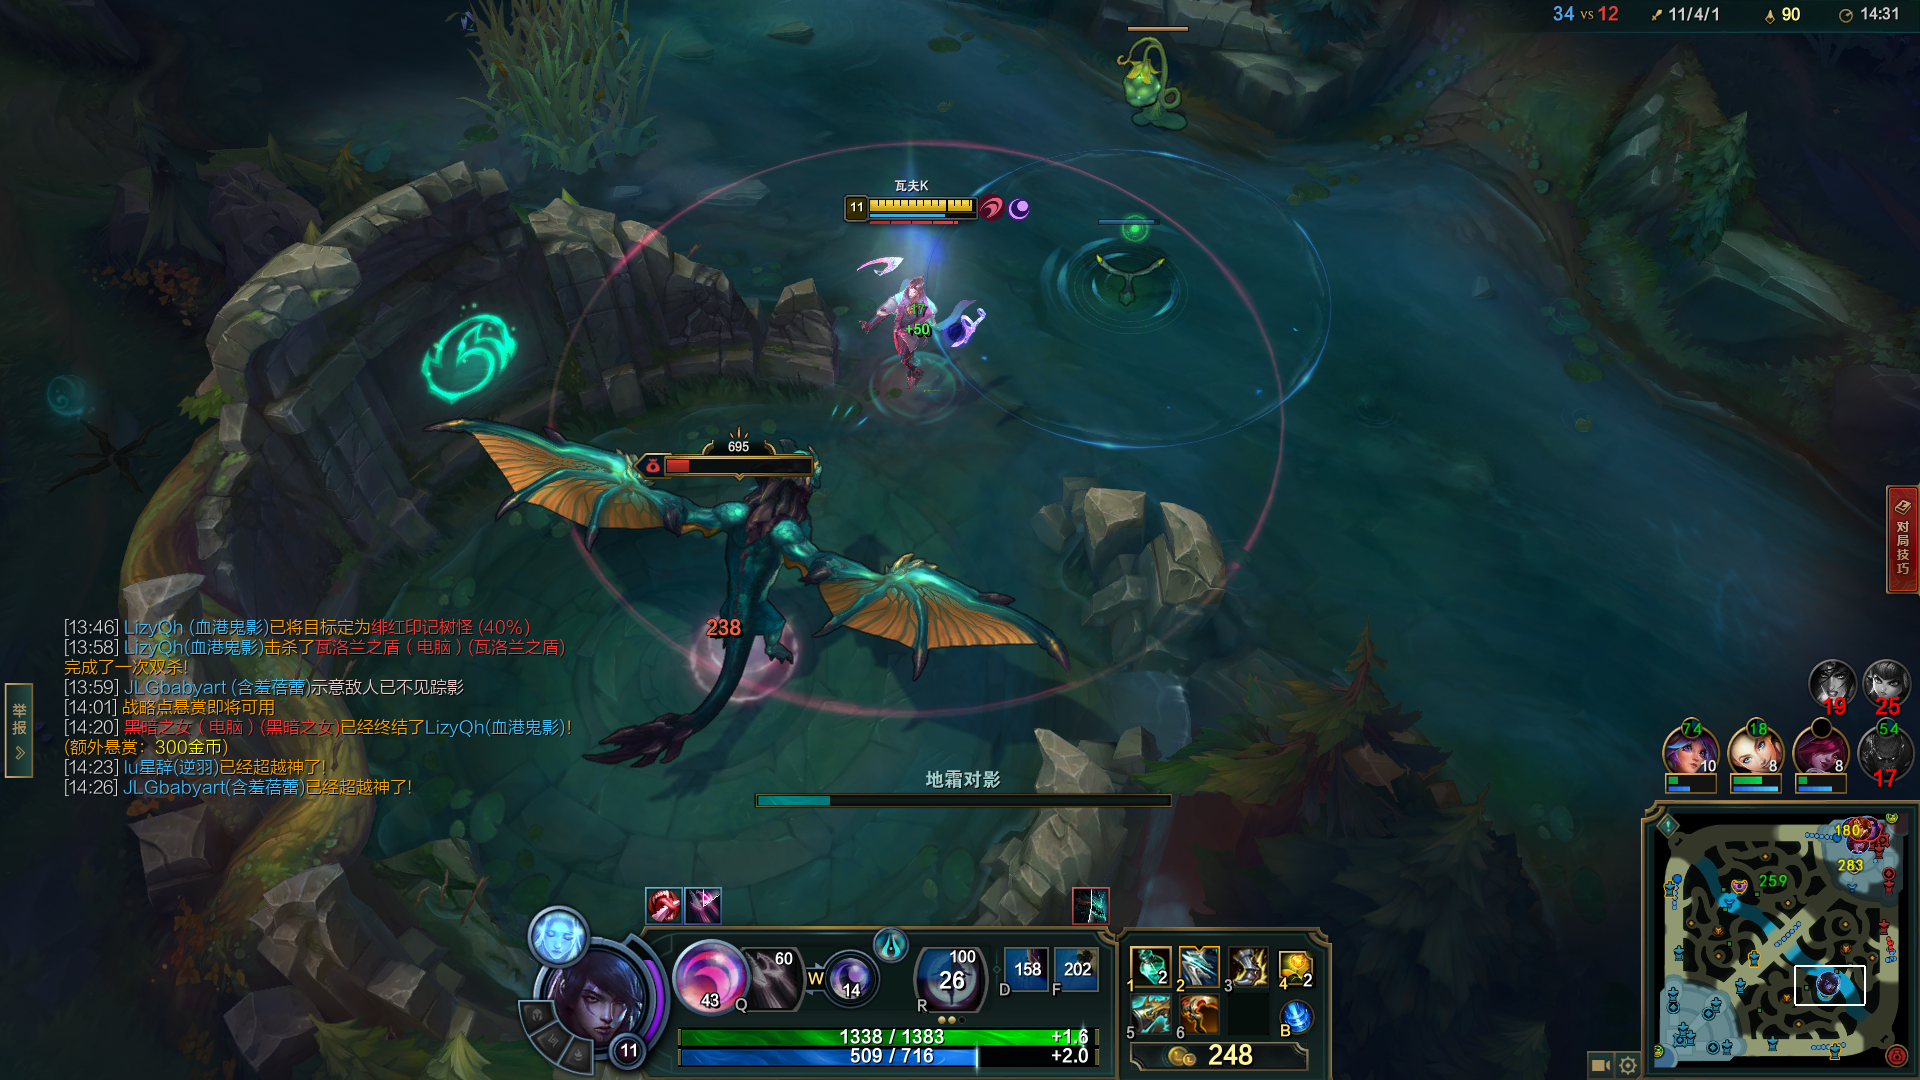 34 vs 12 11/4/1 90 14:31
瓦夫K
11
17
+50
695
238
对局技巧
举报
[13:46] LizyQh (血港鬼影)已将目标定为绯红印记树怪 (40%)
[13:58] LizyQh(血港鬼影)击杀了瓦洛兰之盾 ( 电脑 ) (瓦洛兰之盾)
完成了一次双杀!
[13:59] JLGbabyart (含羞蓓蕾)示意敌人已不见踪影
[14:01] 战略点悬赏即将可用
[14:20] 黑暗之女 ( 电脑 ) (黑暗之女)已经终结了LizyQh(血港鬼影)!
(额外悬赏：300金币)
[14:23] lu星辞(逆羽)已经超越神了!
[14:26] JLGbabyart(含羞蓓蕾)已经超越神了!
地霜对影
19 25
74 18 54
10 8 8 17
180
283
259
43 Q 60 W 14 R 100 26 D 158 F 202
1 2 2 3 4 2
5 6 B
11
1338 / 1383 +1.6
509 / 716 +2.0
248